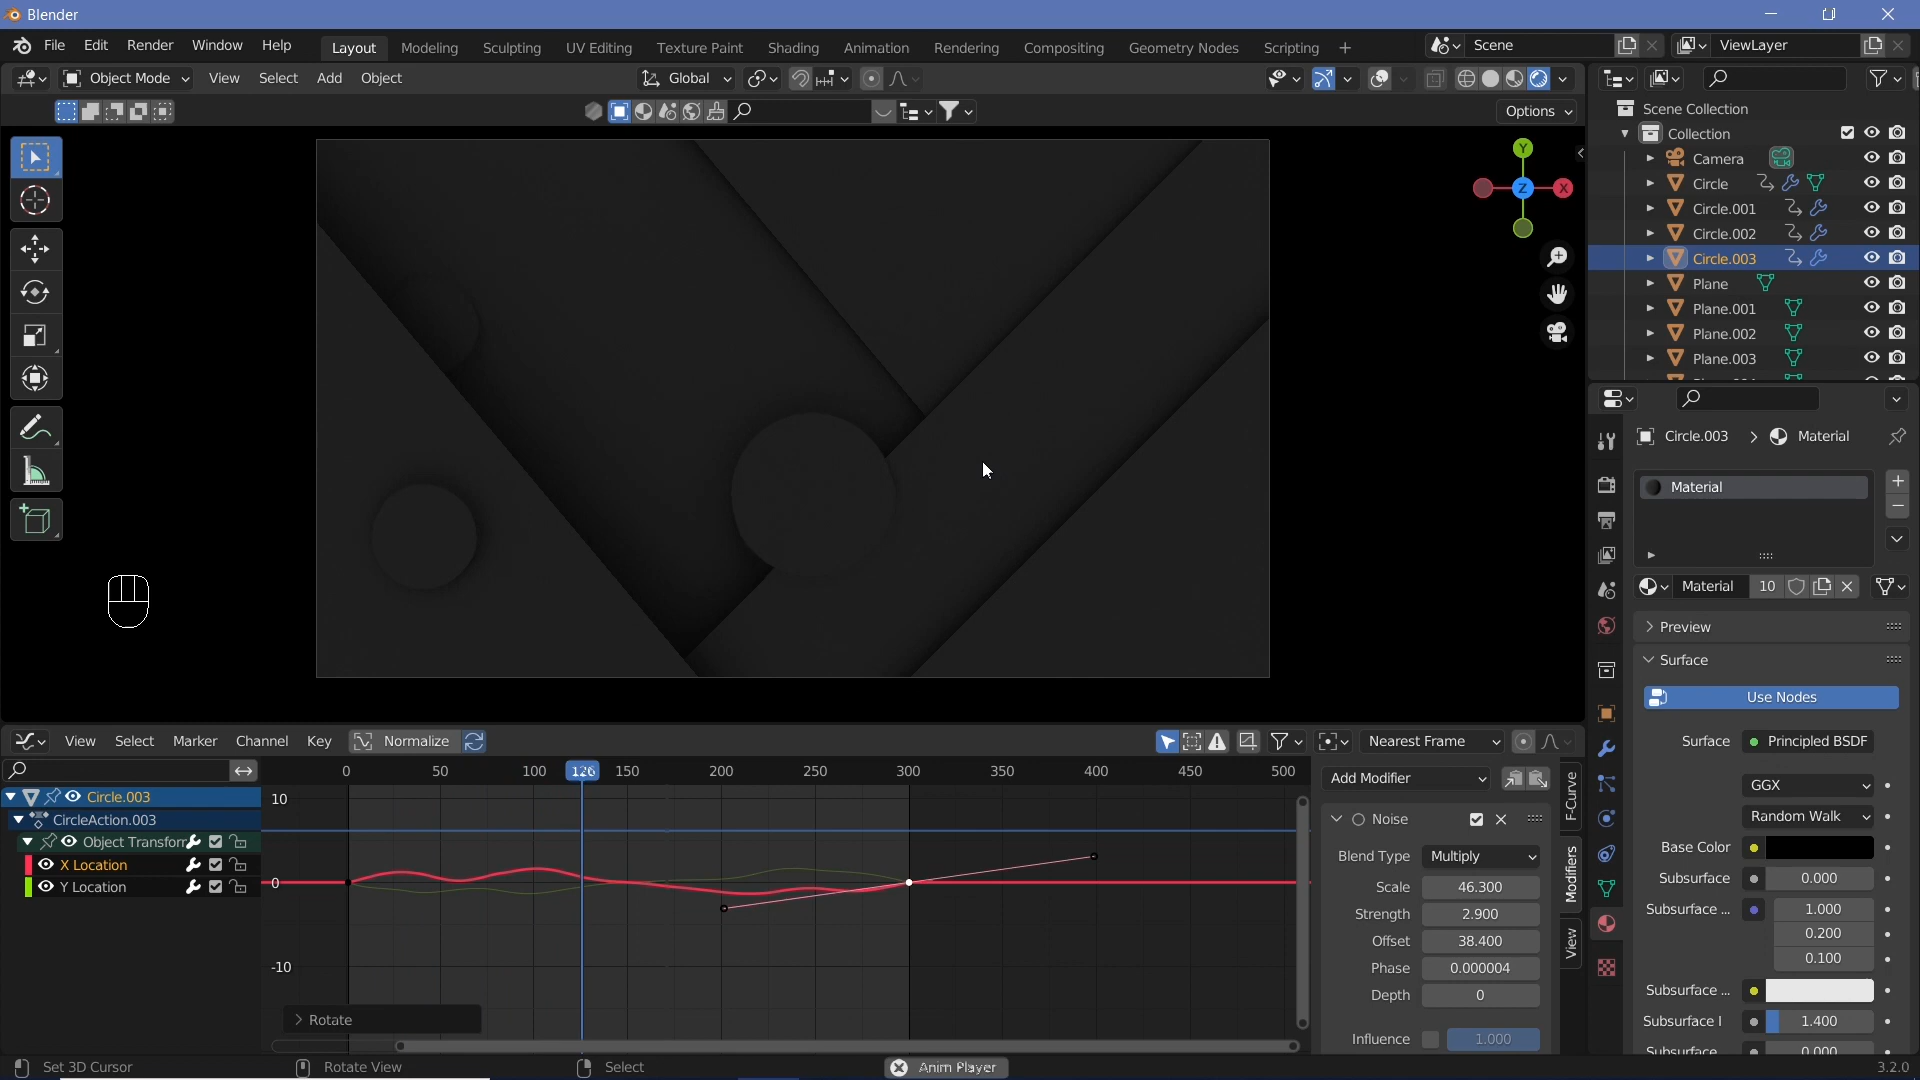 Blender
File Edit Render Window Help
Layout Modeling Sculpting UV Editing Texture Paint Shading Animation Rendering Compositing Geometry Nodes Scripting
Scene
ViewLayer
Object Mode View Select Add Object
Global
Options
Scene Collection
Collection
Camera
Circle
Circle.001
Circle.002
Circle.003
Plane
Plane.001
Plane.002
Plane.003
Y
Z X
Circle.003 > Material
Material
Material 10
Preview
Surface
Use Nodes
Surface Principled BSDF
GGX
Random Walk
Base Color
Subsurface 0.000
Subsurface ... 1.000
0.200
0.100
Subsurface ...
Subsurface I 1.400
View Select Marker Channel Key Normalize
Nearest Frame
0 50 100 126 150 200 250 300 350 400 450 500
Circle.003
CircleAction.003
Object Transform
X Location
Y Location
10
0
-10
Rotate
Add Modifier
Noise
Blend Type Multiply
Scale 46.300
Strength 2.900
Offset 38.400
Phase 0.000004
Depth 0
Influence 1.000
F-Curve
Modifiers
View
Set 3D Cursor Rotate View Select Anim Player 3.2.0